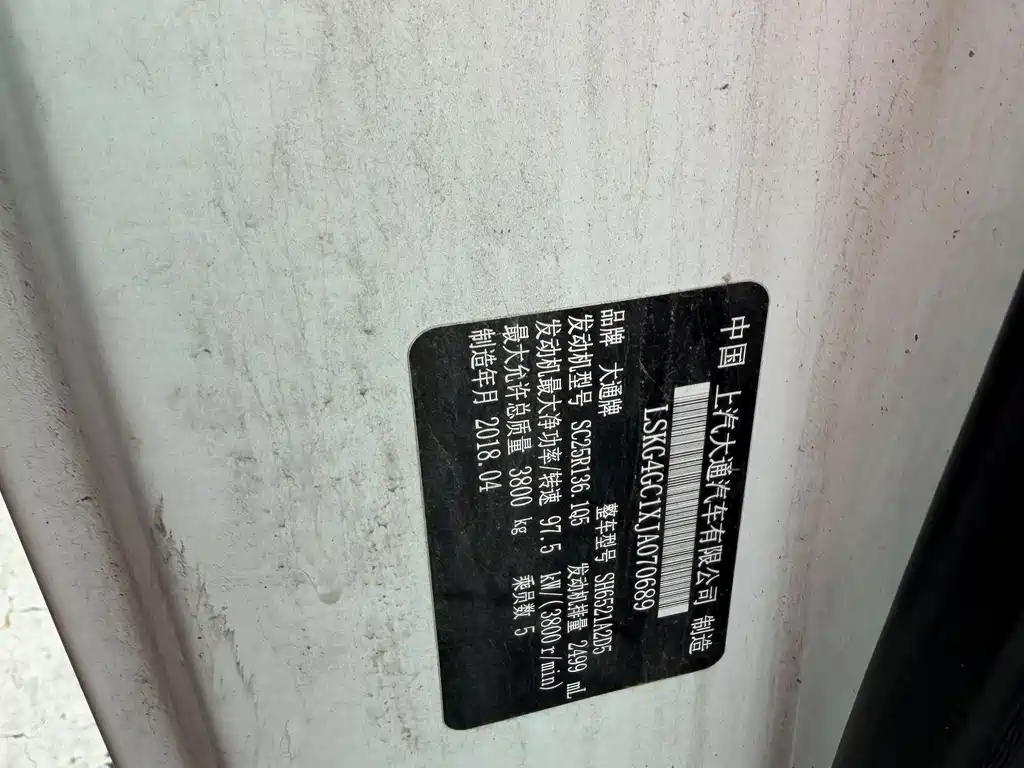 中国 上汽大通汽车有限公司 制造
LSKG4GC1XJA070689
品牌 大通牌 整车型号 SH6521A2D5
发动机型号 SC25R136.1Q5 发动机排量 2499 mL
发动机最大净功率/转速 97.5 kW/(3800r/min)
最大允许总质量 3800 kg 乘员数 5
制造年月 2018.04